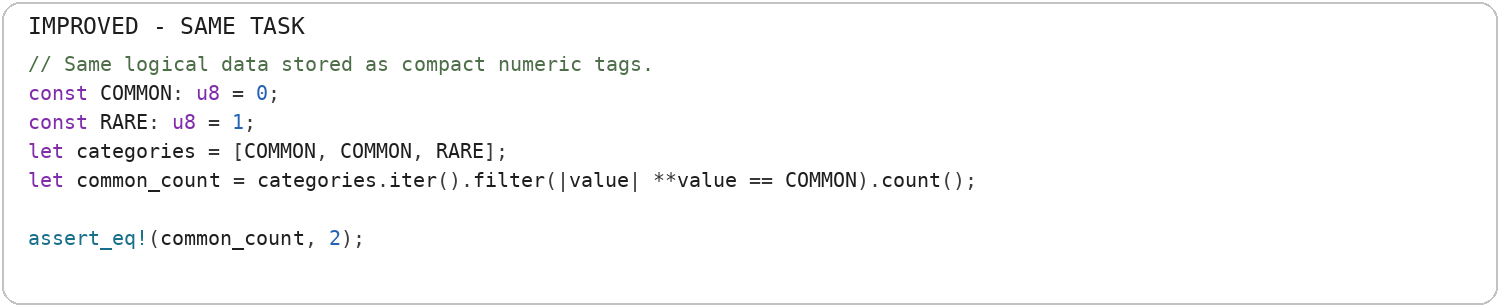 IMPROVED - SAME TASK
// Same logical data stored as compact numeric tags.
const COMMON: u8 = 0;
const RARE: u8 = 1;
let categories = [COMMON, COMMON, RARE];
let common_count = categories.iter().filter(|value| **value == COMMON).count();
assert_eq!(common_count, 2);